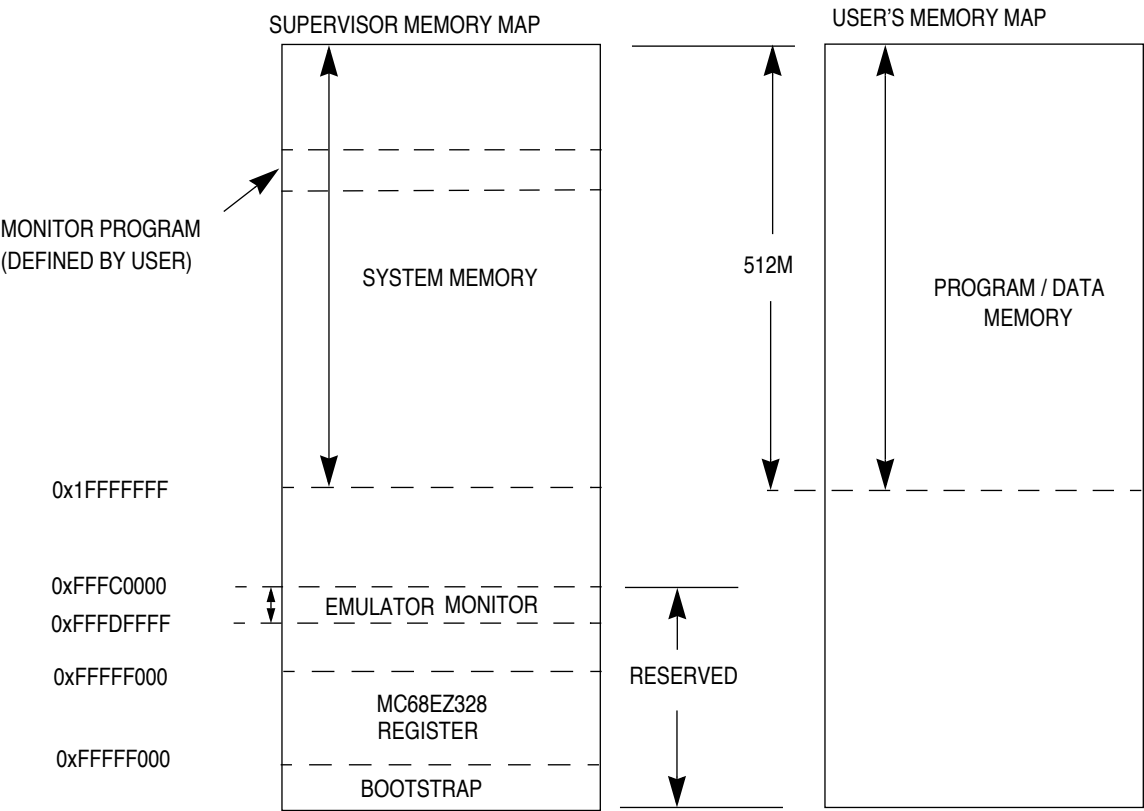 SUPERVISOR MEMORY MAP
USER'S MEMORY MAP
MONITOR PROGRAM
(DEFINED BY USER)
SYSTEM MEMORY
512M
PROGRAM / DATA
MEMORY
0x1FFFFFFF
0xFFFC0000
EMULATOR MONITOR
0xFFFDFFFF
0xFFFFF000
RESERVED
MC68EZ328
REGISTER
0xFFFFF000
BOOTSTRAP